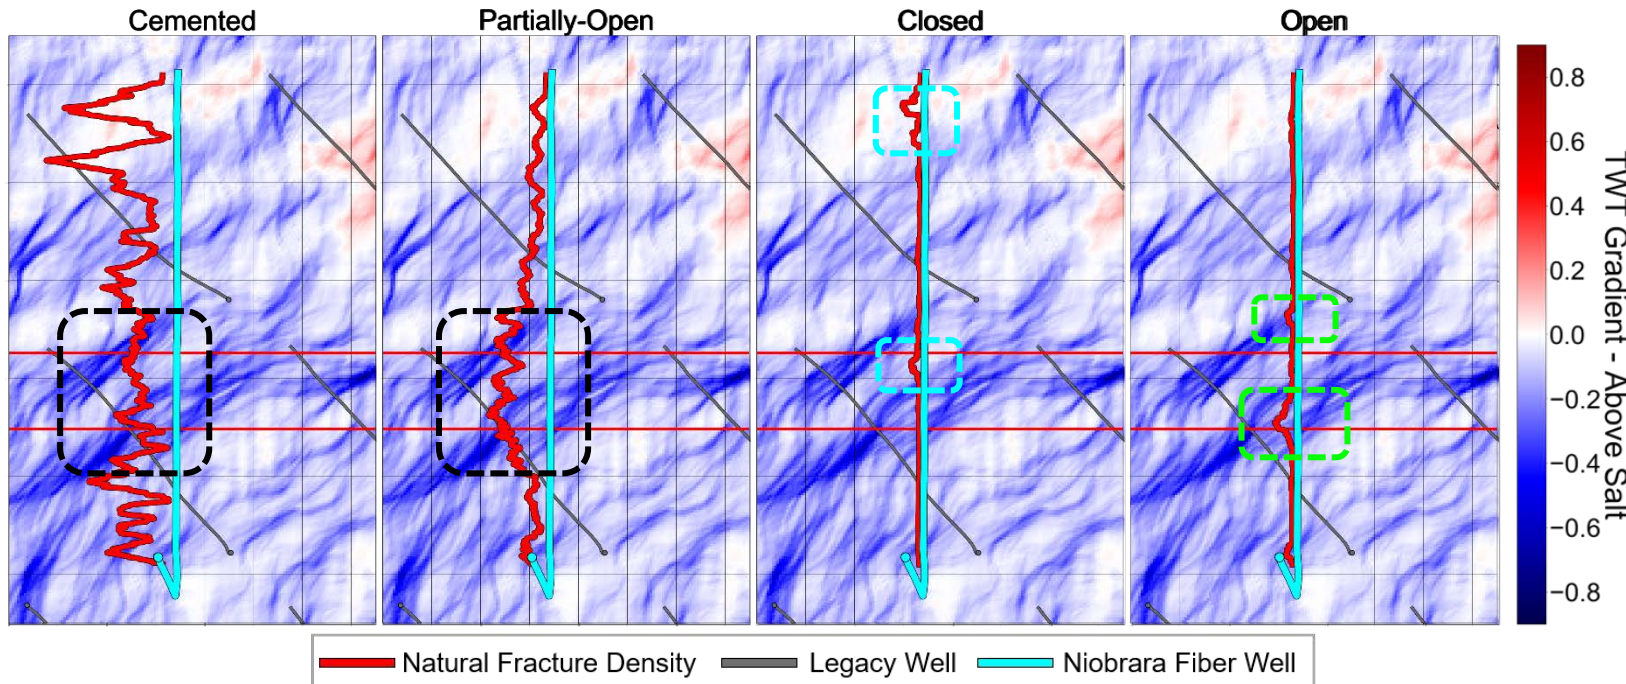 Cemented
Partially-Open
Closed
Open
0.8
0.6
0.4
0.2
0.0
−0.2
−0.4
−0.6
−0.8
TWT Gradient - Above Salt
Natural Fracture Density
Legacy Well
Niobrara Fiber Well